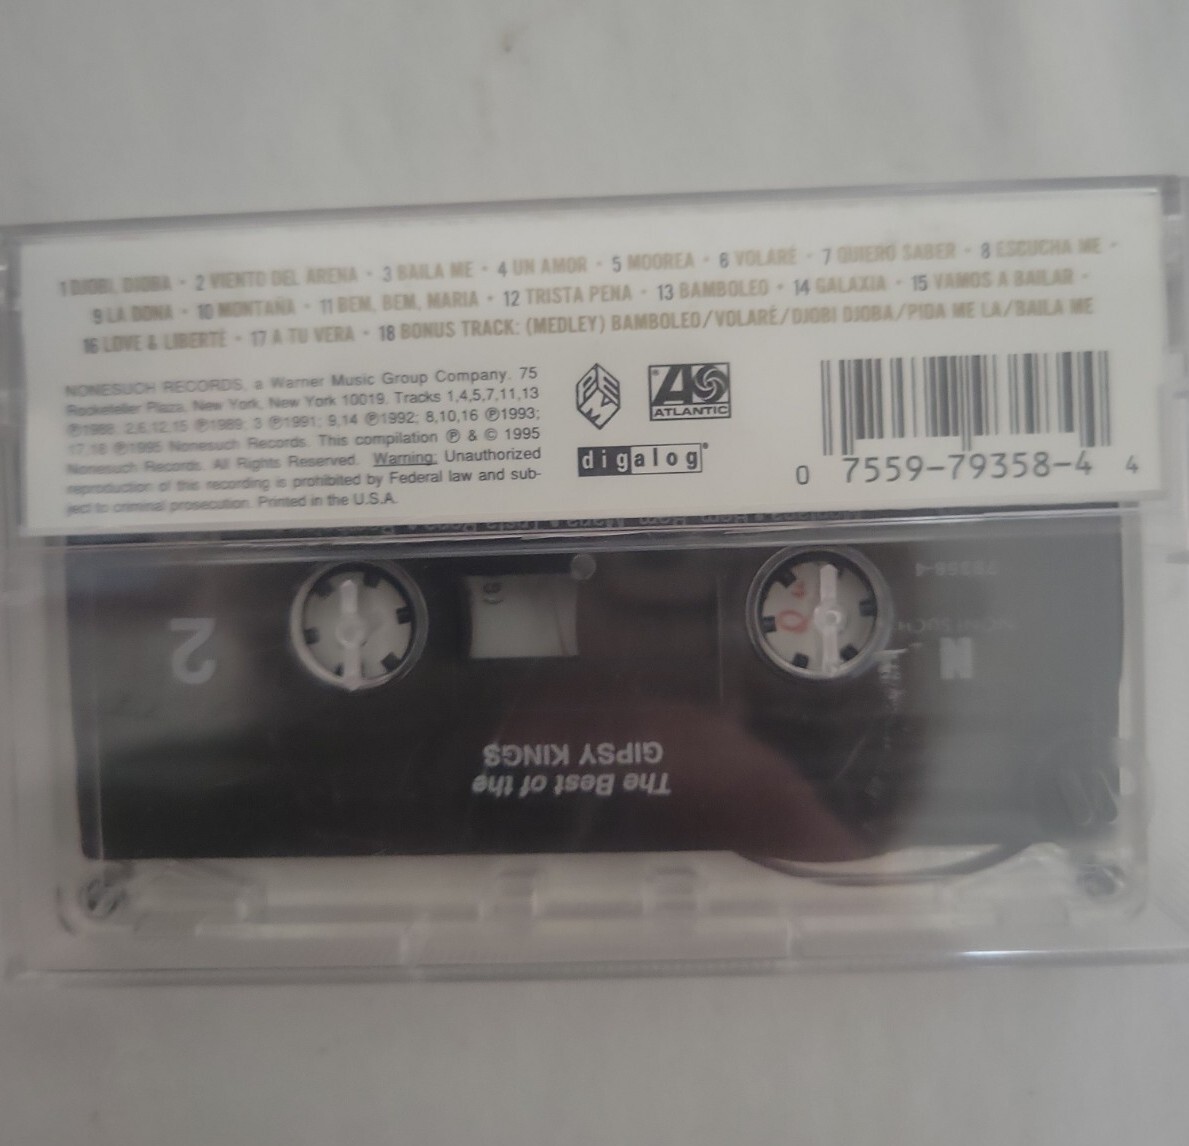 1 DJOBI, DJOBA • 2 VIENTO DEL ARENA • 3 BAILA ME • 4 UN AMOR • 5 MOOREA • 6 VOLARÉ • 7 QUIERO SABER • 8 ESCUCHA ME •
9 LA DONA • 10 MONTAÑA • 11 BEM, BEM, MARIA • 12 TRISTA PENA • 13 BAMBOLEO • 14 GALAXIA • 15 VAMOS A BAILAR •
16 LOVE & LIBERTÉ • 17 A TU VERA • 18 BONUS TRACK: (MEDLEY) BAMBOLEO/VOLARÉ/DJOBI DJOBA/PIDA ME LA/BAILA ME
NONESUCH RECORDS, a Warner Music Group Company. 75
Rockefeller Plaza, New York, New York 10019. Tracks 1,4,5,7,11,13
℗1988; 2,6,12,15 ℗1989; 3 ℗1991; 9,14 ℗1992; 8,10,16 ℗1993;
17,18 ℗1995 Nonesuch Records. This compilation ℗ & © 1995
Nonesuch Records. All Rights Reserved. Warning: Unauthorized
reproduction of this recording is prohibited by Federal law and sub-
ject to criminal prosecution. Printed in the U.S.A.
ATLANTIC
digalog
0 7559-79358-4 4
2
N
The Best of the
GIPSY KINGS